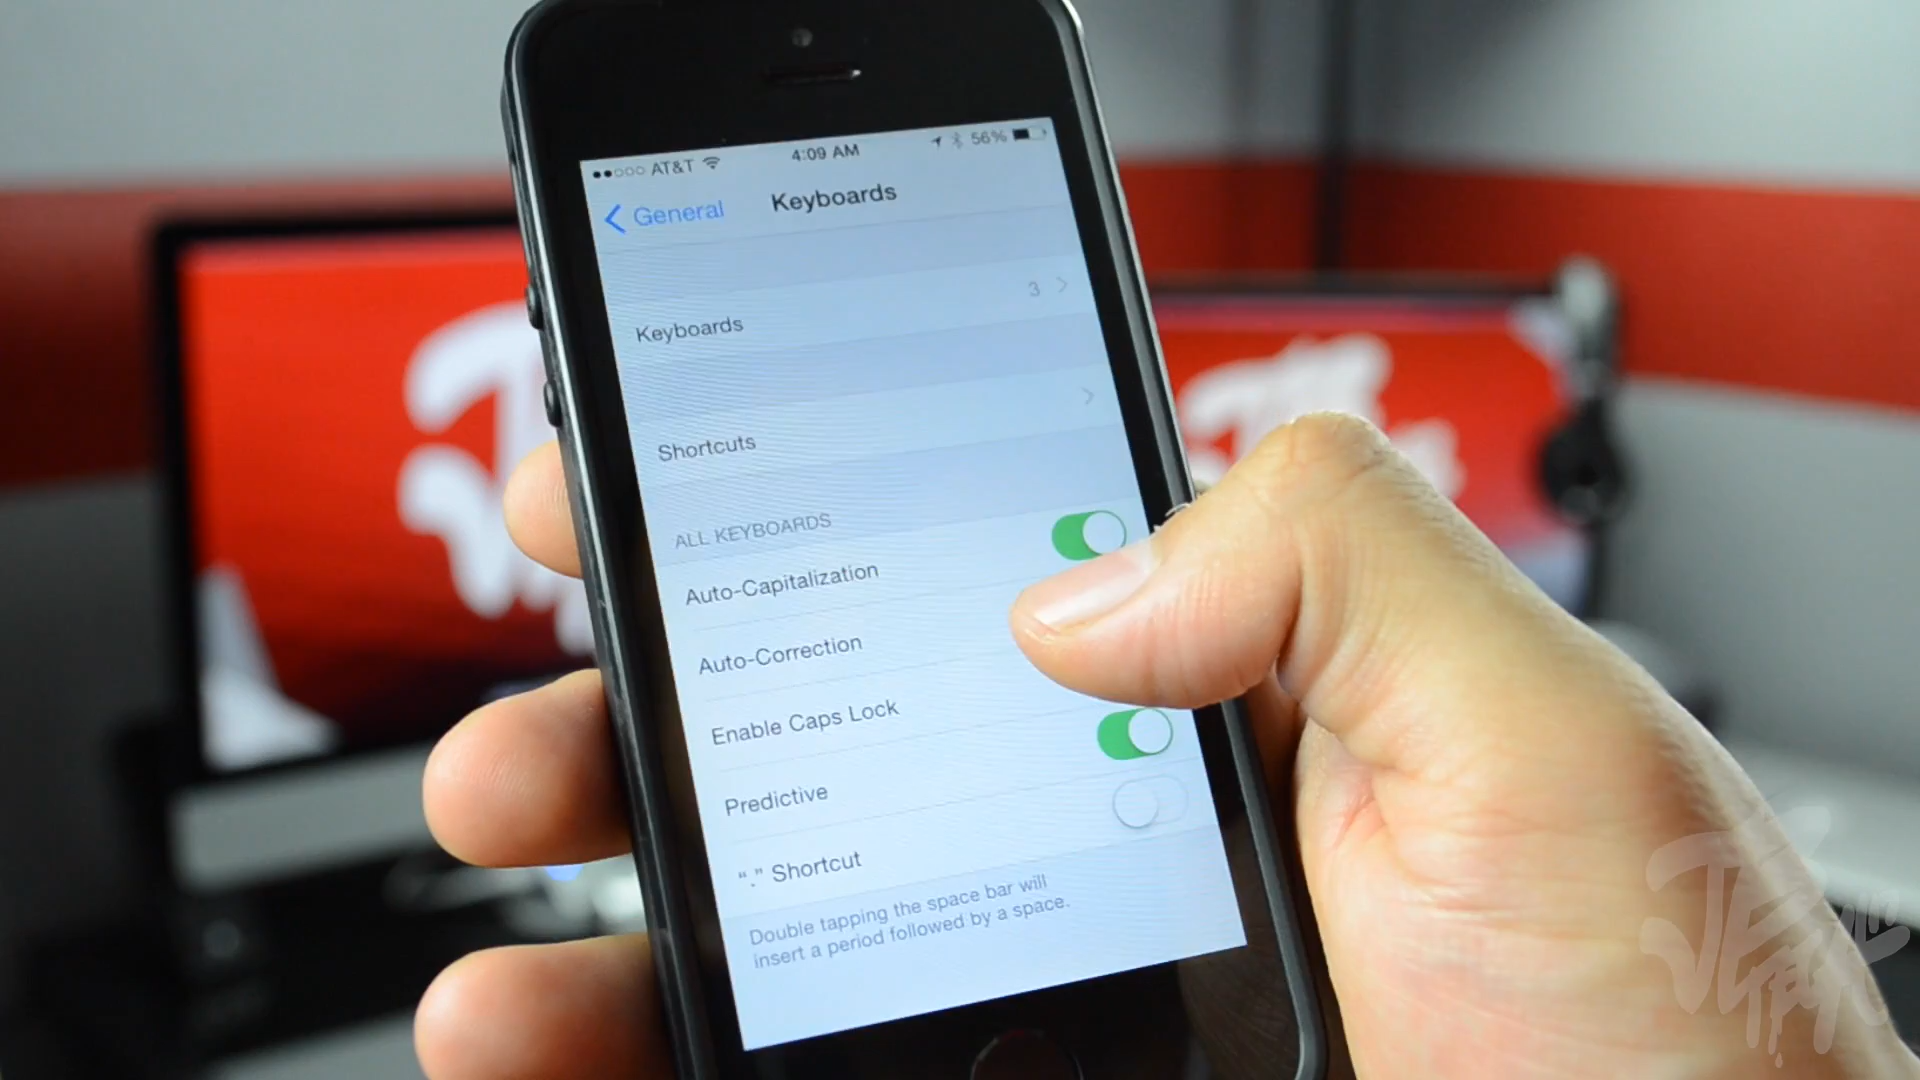 AT&T 4:09 AM 56%
General Keyboards
Keyboards 3
Shortcuts
ALL KEYBOARDS
Auto-Capitalization
Auto-Correction
Enable Caps Lock
Predictive
“.” Shortcut
Double tapping the space bar will
insert a period followed by a space.